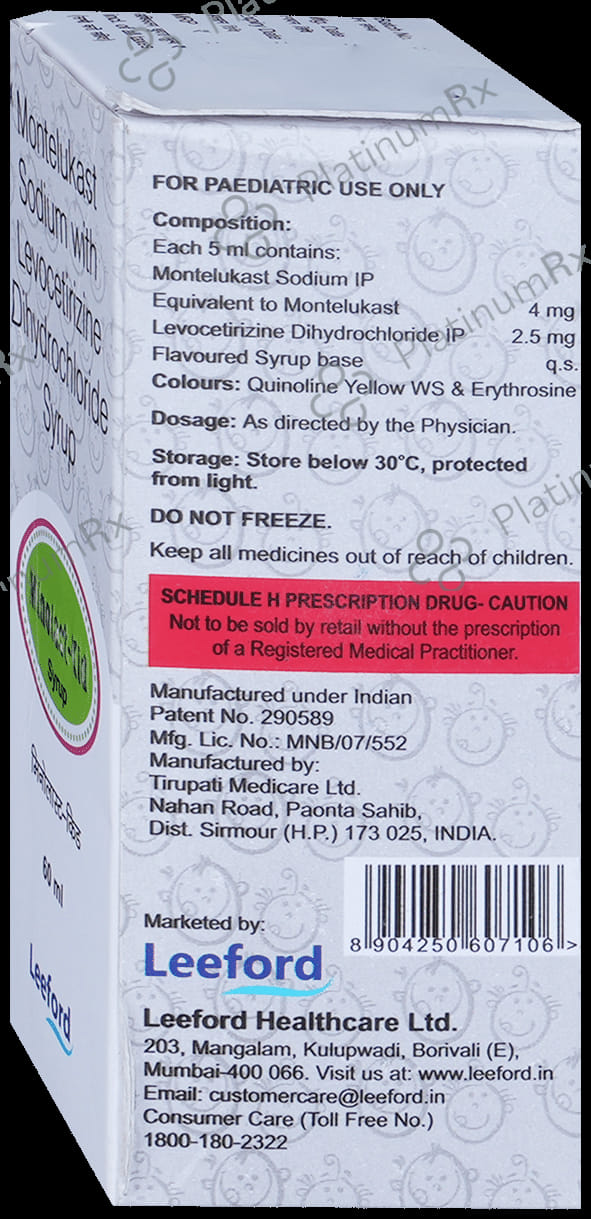 Montelukast
Sodium with
Levocetirizine
Dihydrochloride
Syrup
Syrup
60 ml
Leeford
FOR PAEDIATRIC USE ONLY
Composition:
Each 5 ml contains:
Montelukast Sodium IP
Equivalent to Montelukast 4 mg
Levocetirizine Dihydrochloride IP 2.5 mg
Flavoured Syrup base q.s.
Colours: Quinoline Yellow WS & Erythrosine
Dosage: As directed by the Physician.
Storage: Store below 30°C, protected
from light.
DO NOT FREEZE.
Keep all medicines out of reach of children.
SCHEDULE H PRESCRIPTION DRUG- CAUTION
Not to be sold by retail without the prescription
of a Registered Medical Practitioner.
Manufactured under Indian
Patent No. 290589
Mfg. Lic. No.: MNB/07/552
Manufactured by:
Tirupati Medicare Ltd.
Nahan Road, Paonta Sahib,
Dist. Sirmour (H.P.) 173 025, INDIA.
8 904250 607106 >
Marketed by:
Leeford
Leeford Healthcare Ltd.
203, Mangalam, Kulupwadi, Borivali (E),
Mumbai-400 066. Visit us at: www.leeford.in
Email: customercare@leeford.in
Consumer Care (Toll Free No.)
1800-180-2322
PlatinumRx
PlatinumRx
PlatinumRx
PlatinumRx